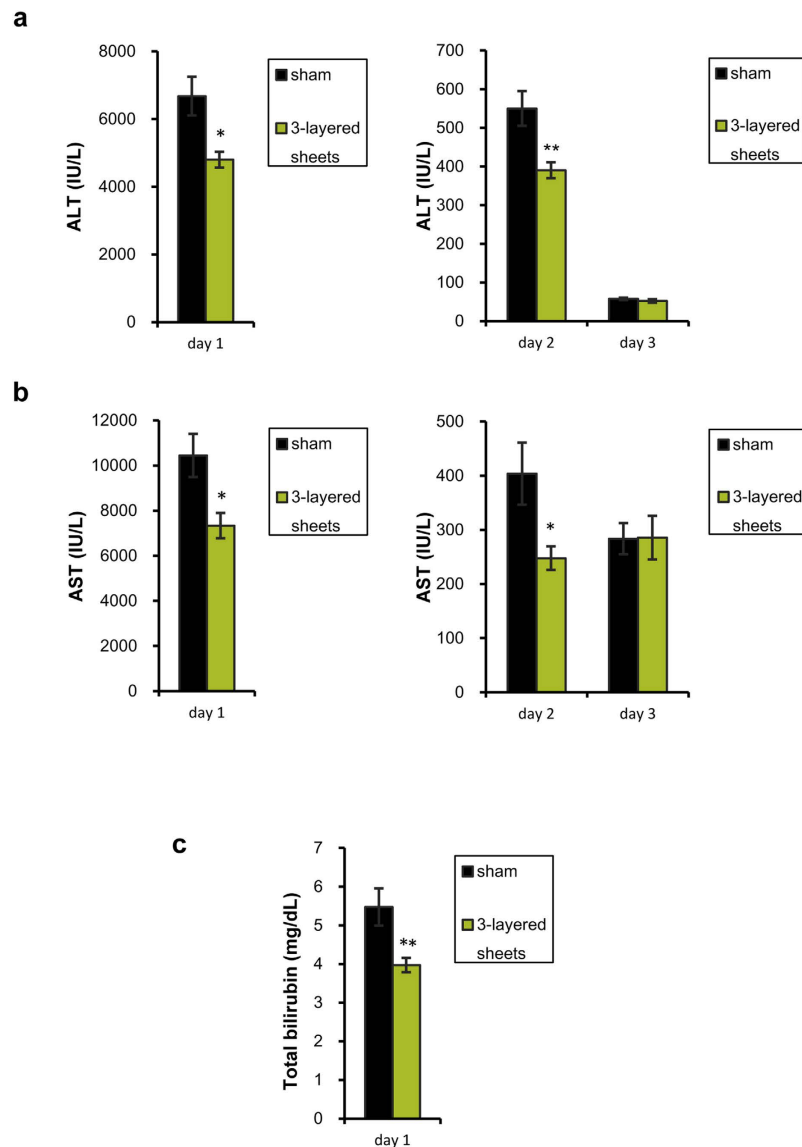 a
8000
6000
4000
2000
0
ALT (IU/L)
*
day 1
sham
3-layered
sheets
700
600
500
400
300
200
100
0
ALT (IU/L)
**
day 2
day 3
sham
3-layered
sheets
b
12000
10000
8000
6000
4000
2000
0
AST (IU/L)
*
day 1
sham
3-layered
sheets
500
400
300
200
100
0
AST (IU/L)
*
day 2
day 3
sham
3-layered
sheets
c
7
6
5
4
3
2
1
0
Total bilirubin (mg/dL)
**
day 1
sham
3-layered
sheets